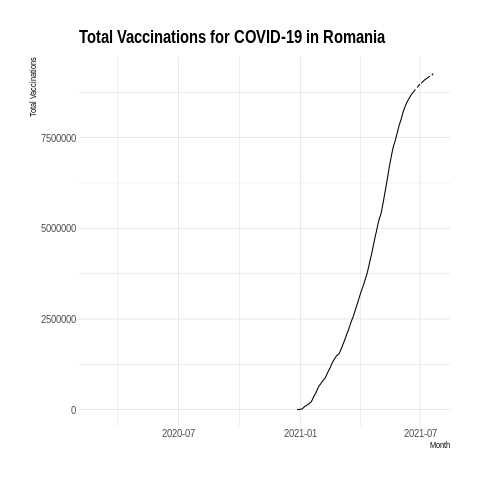 Total Vaccinations for COVID-19 in Romania
Total Vaccinations
7500000
5000000
2500000
0
2020-07
2021-01
2021-07
Month